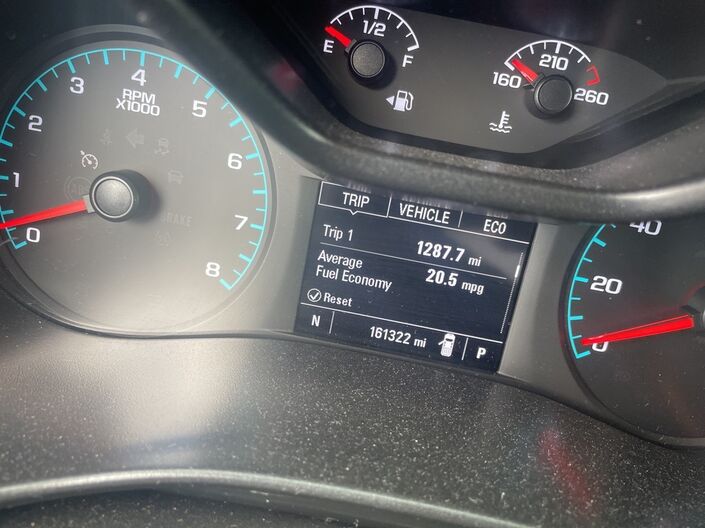 1/2
E
F
210
160
260
4
3
5
RPM
X1000
2
6
1
7
0
8
BRAKE
TRIP
VEHICLE
ECO
Trip 1
1287.7 mi
Average
Fuel Economy
20.5 mpg
Reset
N
161322 mi
P
40
20
0